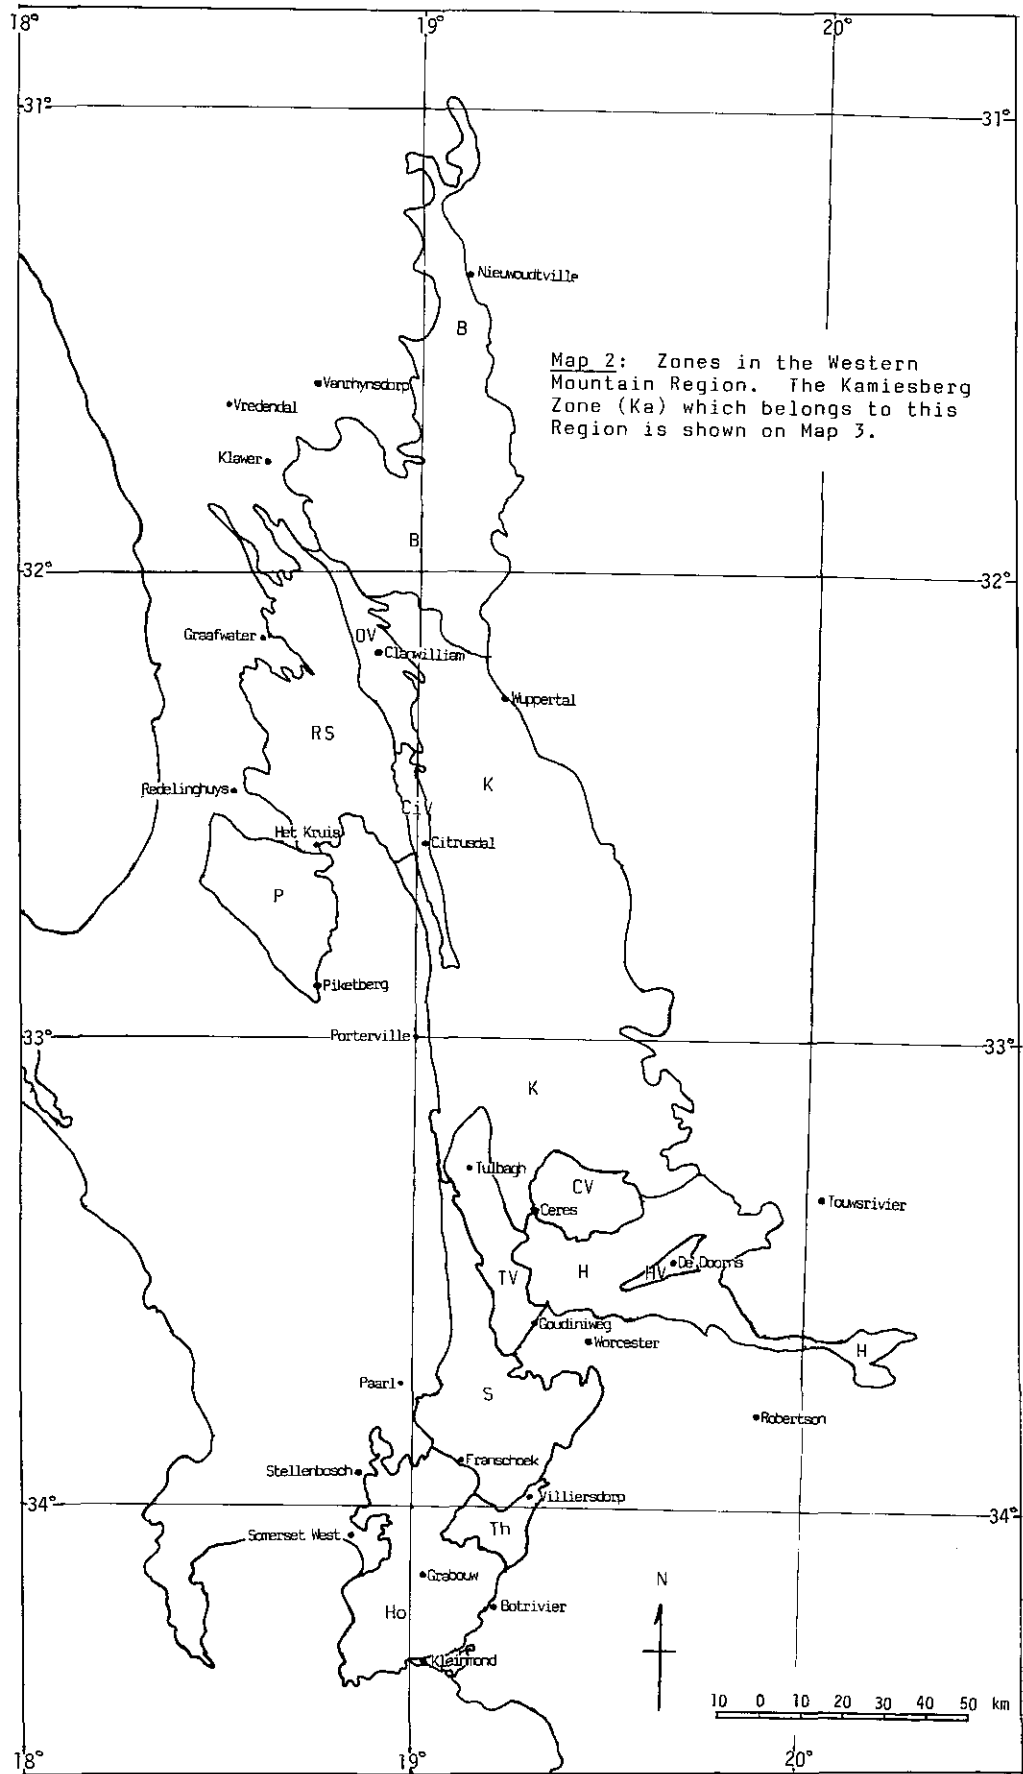 18° 19° 20°
31° 31°
Nieuwoudtville
B
Map 2: Zones in the Western
Mountain Region. The Kamiesberg
Zone (Ka) which belongs to this
Region is shown on Map 3.
Vanrhynsdorp
Vredendal
Klawer
B
32° 32°
Graafwater
OV
Clanwilliam
Wuppertal
RS
K
Redelinghuys
CiV
Het Kruis
Citrusdal
P
Piketberg
Porterville
33° 33°
K
Tulbagh
CV
Touwsrivier
Ceres
De Doorns
HV
H
TV
Goudiniweg
Worcester
H
Paarl
S
Robertson
Franschoek
Stellenbosch
Villiersdorp
34° 34°
Th
Somerset West
Grabouw
N
Botrivier
Ho
Kleinmond
10 0 10 20 30 40 50 km
18° 19° 20°